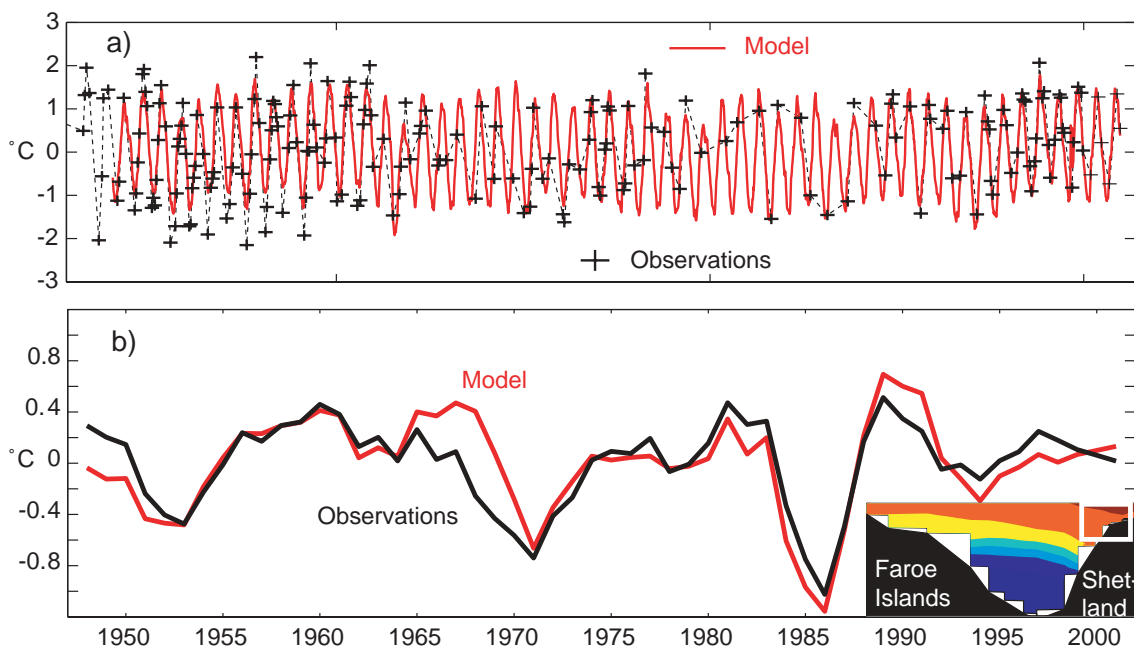 3
a)
Model
2
1
°C 0
-1
-2
Observations
-3
b)
0.8
Model
0.4
°C 0
-0.4
Observations
-0.8
Faroe
Islands
Shet-
land
1950 1955 1960 1965 1970 1975 1980 1985 1990 1995 2000